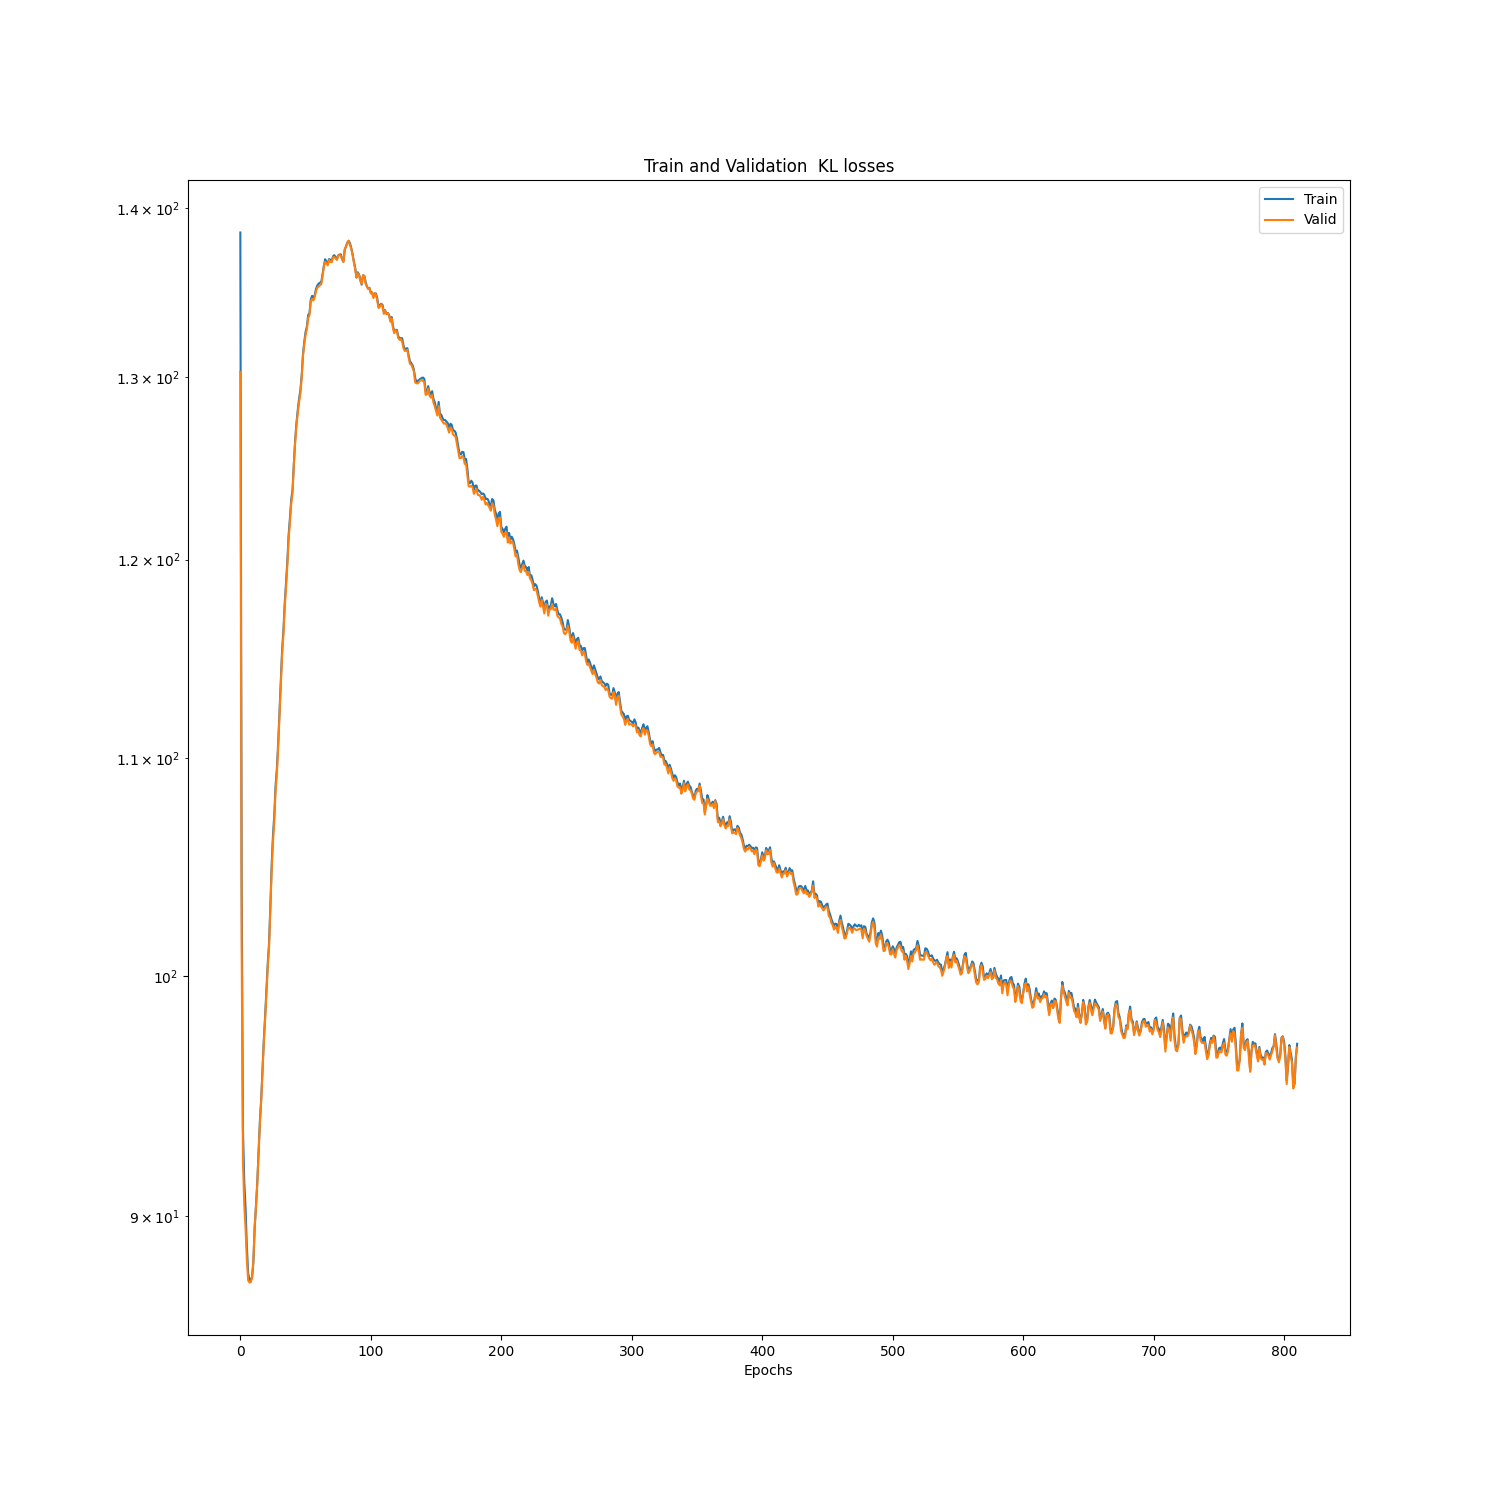 Train and Validation  KL losses
Train
Valid
1.4 × 10²
1.3 × 10²
1.2 × 10²
1.1 × 10²
10²
9 × 10¹
0 100 200 300 400 500 600 700 800
Epochs